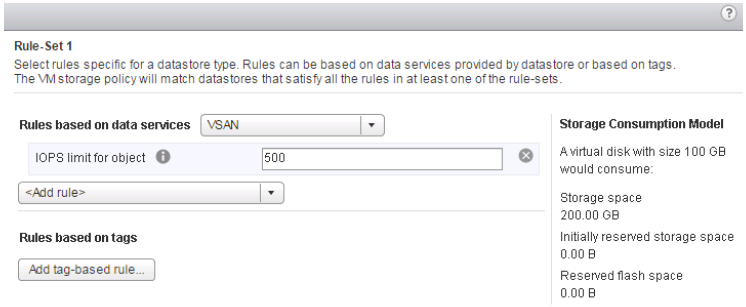 ?
Rule-Set 1
Select rules specific for a datastore type. Rules can be based on data services provided by datastore or based on tags.
The VM storage policy will match datastores that satisfy all the rules in at least one of the rule-sets.
Rules based on data services VSAN
IOPS limit for object 500
<Add rule>
Rules based on tags
Add tag-based rule...
Storage Consumption Model
A virtual disk with size 100 GB
would consume:
Storage space
200.00 GB
Initially reserved storage space
0.00 B
Reserved flash space
0.00 B